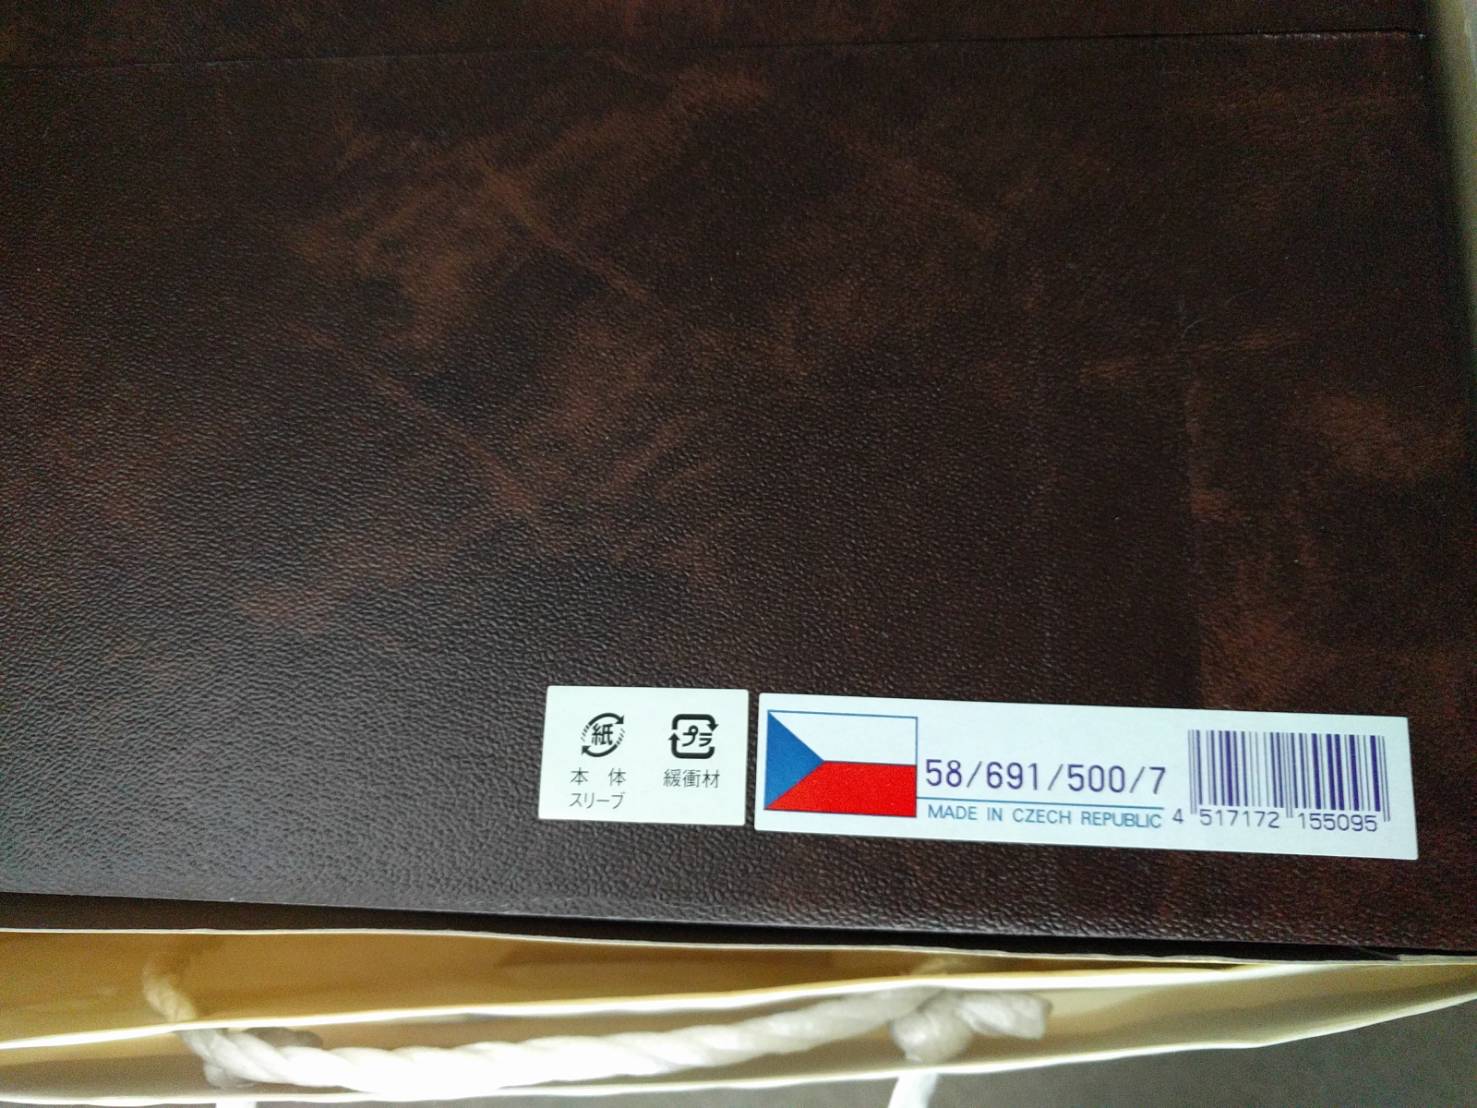 紙
プラ
本 体
スリーブ
緩衝材
58/691/500/7
MADE IN CZECH REPUBLIC
4 517172 155095